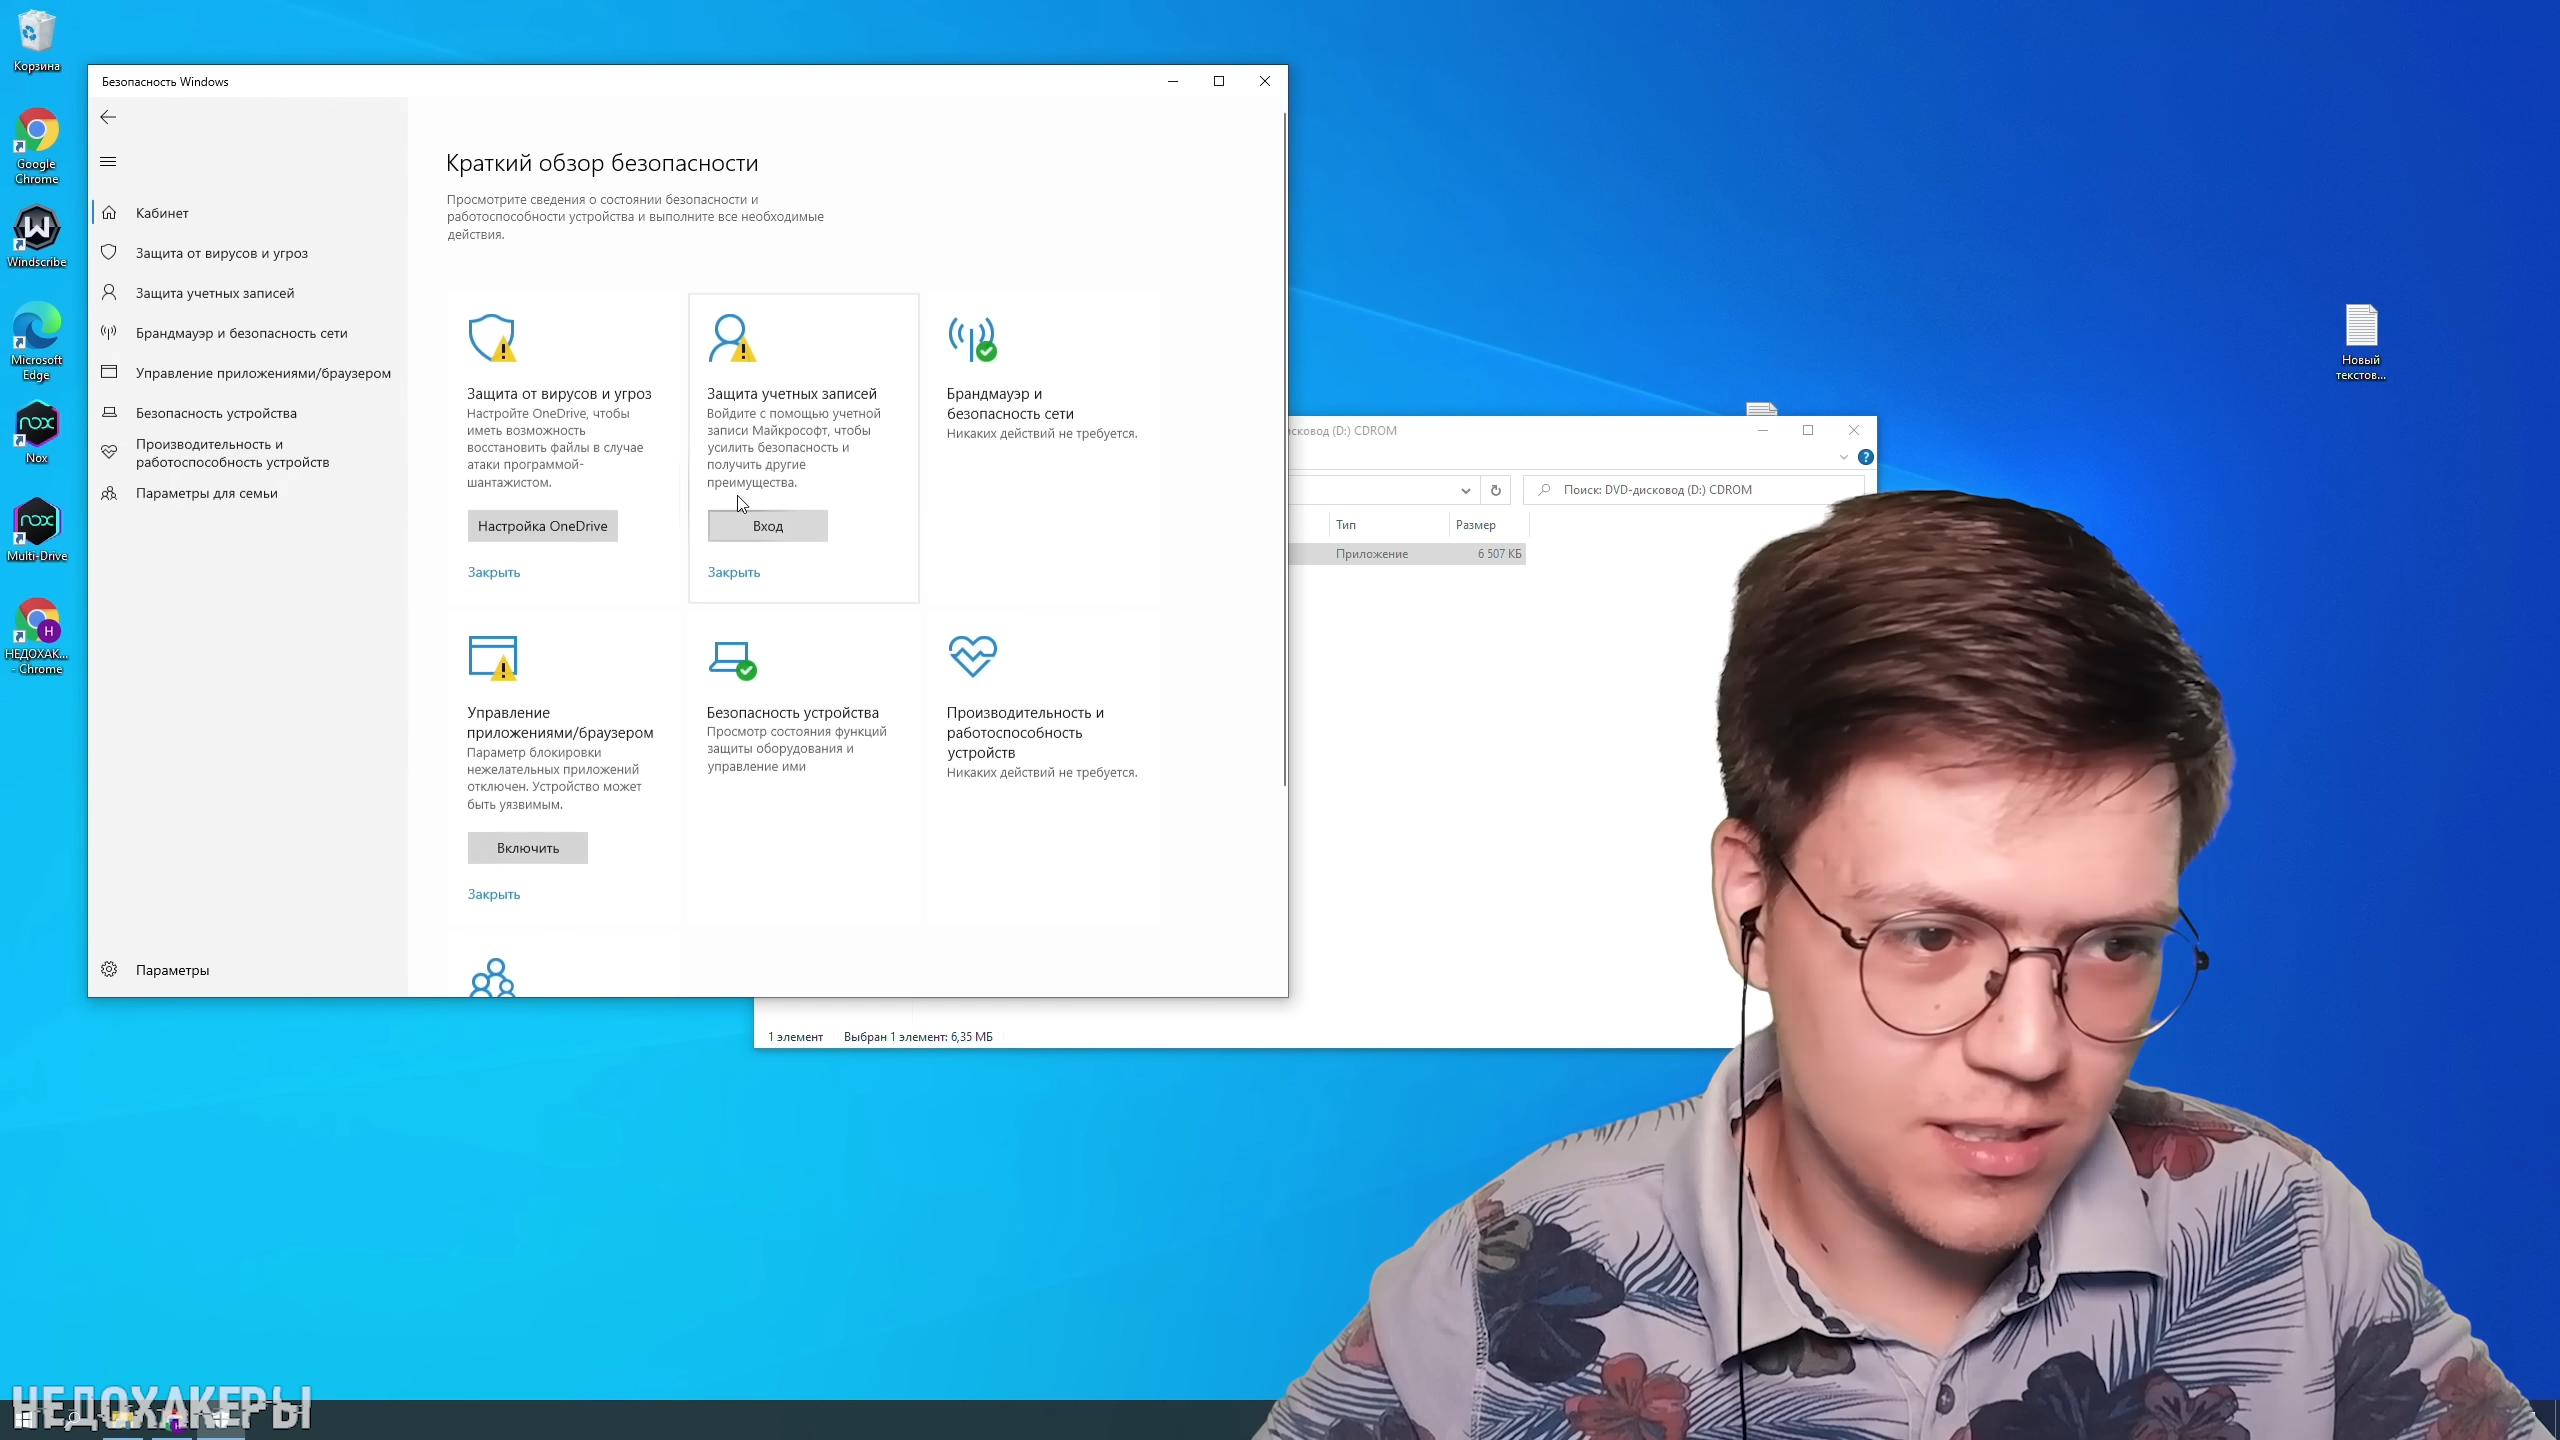 Корзина
Google
Chrome
Windscribe
Microsoft
Edge
Nox
Multi-Drive
НЕДОХАК...
- Chrome
Безопасность Windows
Кабинет
Защита от вирусов и угроз
Защита учетных записей
Брандмауэр и безопасность сети
Управление приложениями/браузером
Безопасность устройства
Производительность и
работоспособность устройств
Параметры для семьи
Параметры
Краткий обзор безопасности
Просмотрите сведения о состоянии безопасности и
работоспособности устройства и выполните все необходимые
действия.
Защита от вирусов и угроз
Настройте OneDrive, чтобы
иметь возможность
восстановить файлы в случае
атаки программой-
шантажистом.
Настройка OneDrive
Закрыть
Защита учетных записей
Войдите с помощью учетной
записи Майкрософт, чтобы
усилить безопасность и
получить другие
преимущества.
Вход
Закрыть
Брандмауэр и
безопасность сети
Никаких действий не требуется.
Управление
приложениями/браузером
Параметр блокировки
нежелательных приложений
отключен. Устройство может
быть уязвимым.
Включить
Закрыть
Безопасность устройства
Просмотр состояния функций
защиты оборудования и
управление ими
Производительность и
работоспособность
устройств
Никаких действий не требуется.
(D:) CDROM
Поиск: DVD-дисковод (D:) CDROM
Тип
Размер
Приложение
6 507 КБ
1 элемент
Выбран 1 элемент: 6,35 МБ
Новый
текстов...
НЕДОХАКЕРЫ